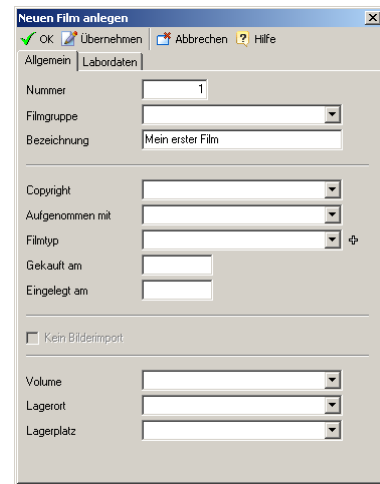 Neuen Film anlegen
OK Übernehmen Abbrechen Hilfe
Allgemein Labordaten
Nummer 1
Filmgruppe
Bezeichnung Mein erster Film
Copyright
Aufgenommen mit
Filmtyp
Gekauft am
Eingelegt am
Kein Bilderimport
Volume
Lagerort
Lagerplatz